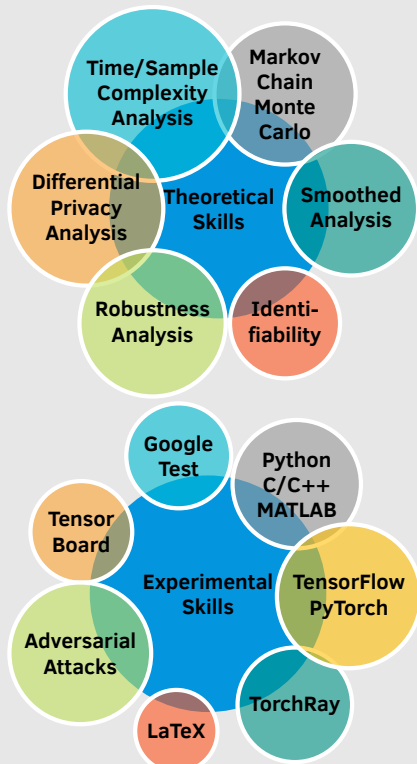 Time/Sample
Complexity
Analysis
Markov
Chain
Monte
Carlo
Differential
Privacy
Analysis
Theoretical
Skills
Smoothed
Analysis
Robustness
Analysis
Identi-
fiability
Google
Test
Python
C/C++
MATLAB
Tensor
Board
Experimental
Skills
TensorFlow
PyTorch
Adversarial
Attacks
TorchRay
LaTeX